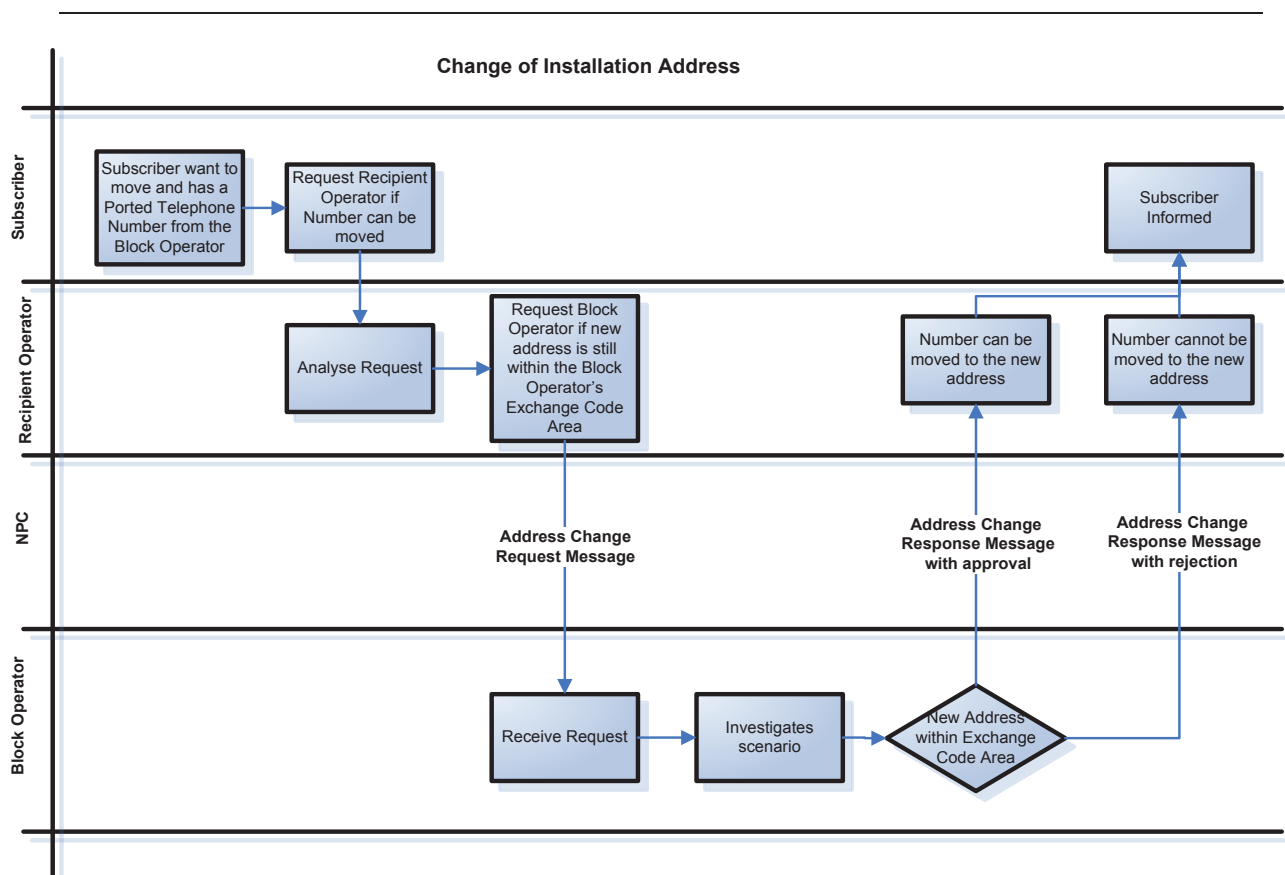 Change of Installation Address
Subscriber
Subscriber want to
move and has a
Ported Telephone
Number from the
Block Operator
Request Recipient
Operator if
Number can be
moved
Subscriber
Informed
Recipient Operator
Analyse Request
Request Block
Operator if new
address is still
within the Block
Operator's
Exchange Code
Area
Number can be
moved to the new
address
Number cannot be
moved to the new
address
NPC
Address Change
Request Message
Address Change
Response Message
with approval
Address Change
Response Message
with rejection
Block Operator
Receive Request
Investigates
scenario
New Address
within Exchange
Code Area